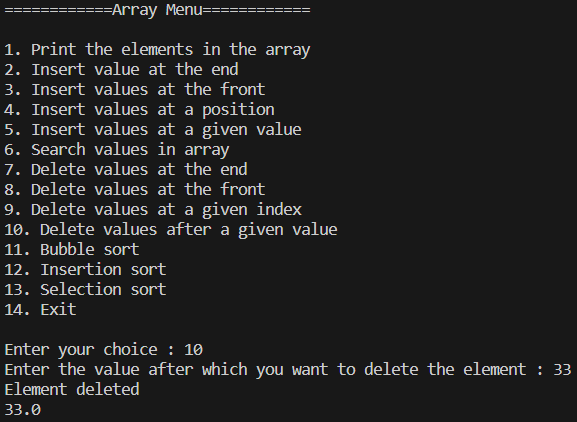 ============Array Menu============
1. Print the elements in the array
2. Insert value at the end
3. Insert values at the front
4. Insert values at a position
5. Insert values at a given value
6. Search values in array
7. Delete values at the end
8. Delete values at the front
9. Delete values at a given index
10. Delete values after a given value
11. Bubble sort
12. Insertion sort
13. Selection sort
14. Exit
Enter your choice : 10
Enter the value after which you want to delete the element : 33
Element deleted
33.0